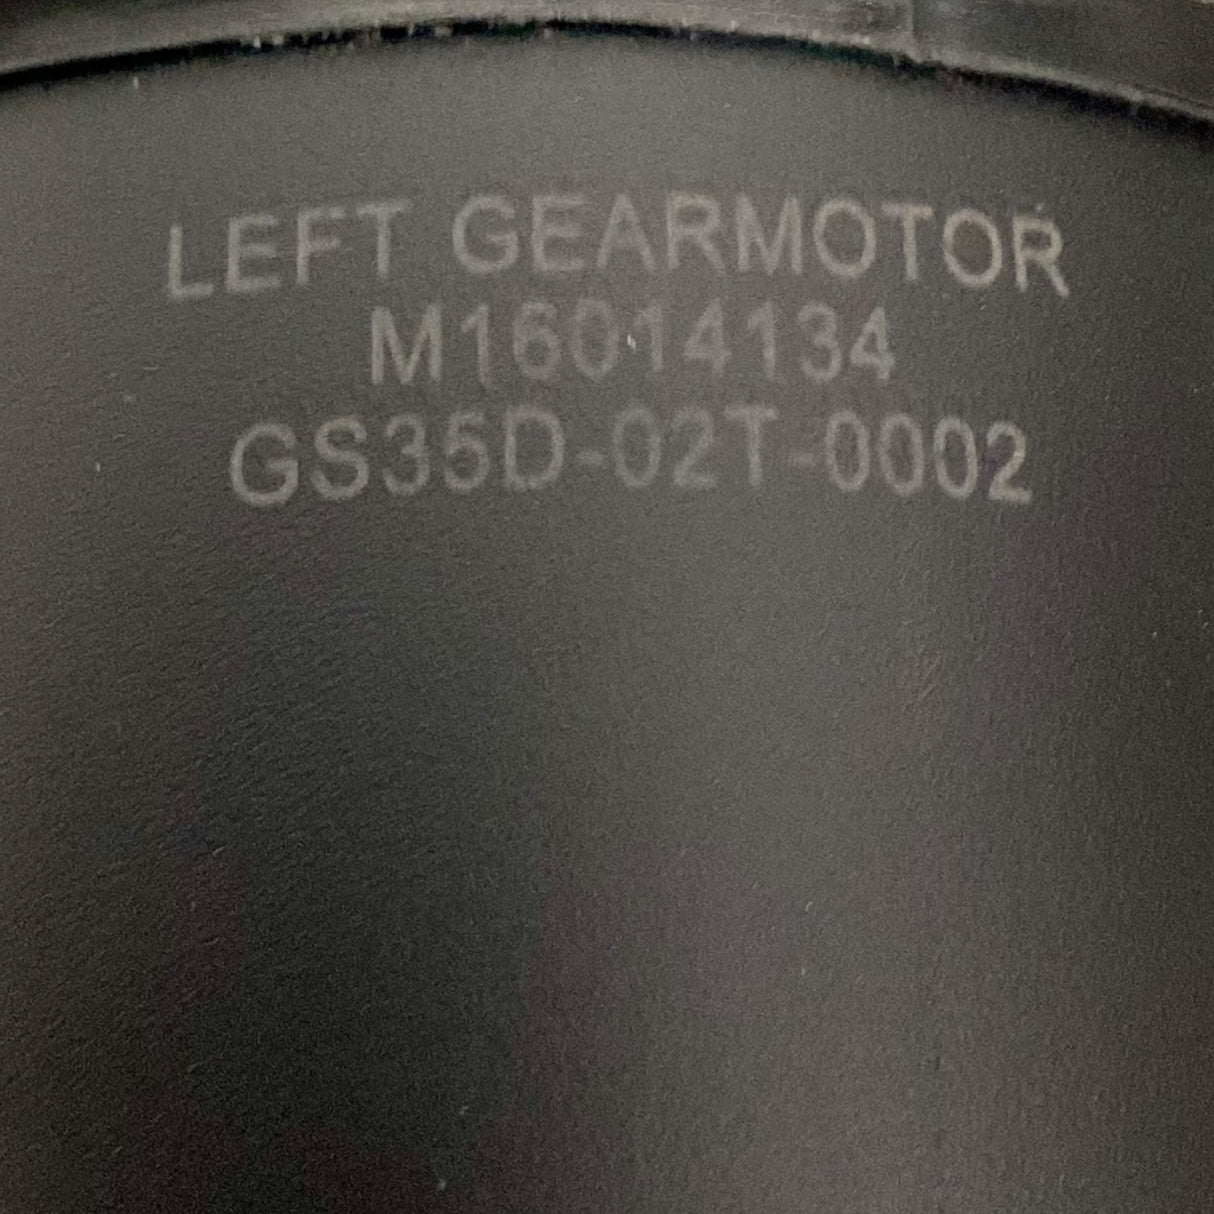 LEFT GEARMOTOR
M16014134
GS35D-02T-0002